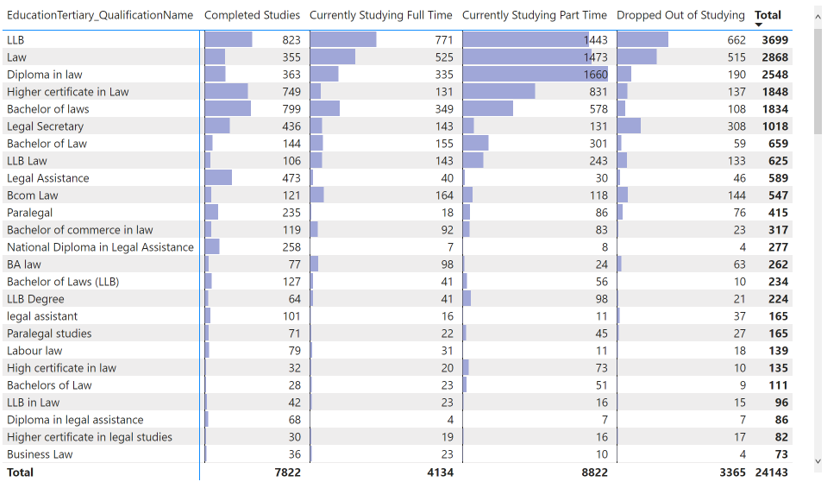 EducationTertiary_QualificationName Completed Studies Currently Studying Full Time Currently Studying Part Time Dropped Out of Studying Total
LLB 823 771 1443 662 3699
Law 355 525 1473 515 2868
Diploma in law 363 335 1660 190 2548
Higher certificate in Law 749 131 831 137 1848
Bachelor of laws 799 349 578 108 1834
Legal Secretary 436 143 131 308 1018
Bachelor of Law 144 155 301 59 659
LLB Law 106 143 243 133 625
Legal Assistance 473 40 30 46 589
Bcom Law 121 164 118 144 547
Paralegal 235 18 86 76 415
Bachelor of commerce in law 119 92 83 23 317
National Diploma in Legal Assistance 258 7 8 4 277
BA law 77 98 24 63 262
Bachelor of Laws (LLB) 127 41 56 10 234
LLB Degree 64 41 98 21 224
legal assistant 101 16 11 37 165
Paralegal studies 71 22 45 27 165
Labour law 79 31 11 18 139
High certificate in law 32 20 73 10 135
Bachelors of Law 28 23 51 9 111
LLB in Law 42 23 16 15 96
Diploma in legal assistance 68 4 7 7 86
Higher certificate in legal studies 30 19 16 17 82
Business Law 36 23 10 4 73
Total 7822 4134 8822 3365 24143